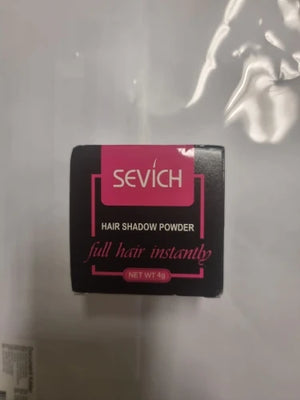 SEVICH
HAIR SHADOW POWDER
full hair instantly
NET WT 4g